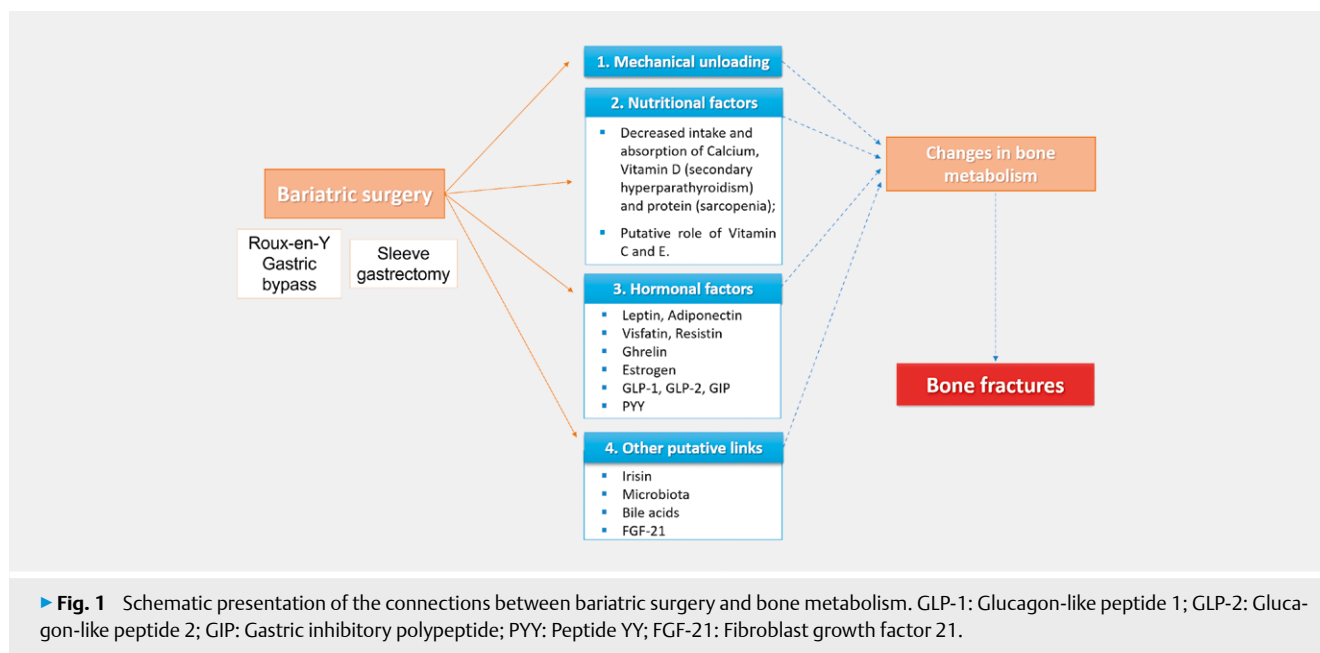 Bariatric surgery
Roux-en-Y
Gastric
bypass
Sleeve
gastrectomy
1. Mechanical unloading
2. Nutritional factors
▪ Decreased intake and
absorption of Calcium,
Vitamin D (secondary
hyperparathyroidism)
and protein (sarcopenia);
▪ Putative role of Vitamin
C and E.
3. Hormonal factors
▪ Leptin, Adiponectin
▪ Visfatin, Resistin
▪ Ghrelin
▪ Estrogen
▪ GLP-1, GLP-2, GIP
▪ PYY
4. Other putative links
▪ Irisin
▪ Microbiota
▪ Bile acids
▪ FGF-21
Changes in bone
metabolism
Bone fractures
► Fig. 1 Schematic presentation of the connections between bariatric surgery and bone metabolism. GLP-1: Glucagon-like peptide 1; GLP-2: Gluca-
gon-like peptide 2; GIP: Gastric inhibitory polypeptide; PYY: Peptide YY; FGF-21: Fibroblast growth factor 21.